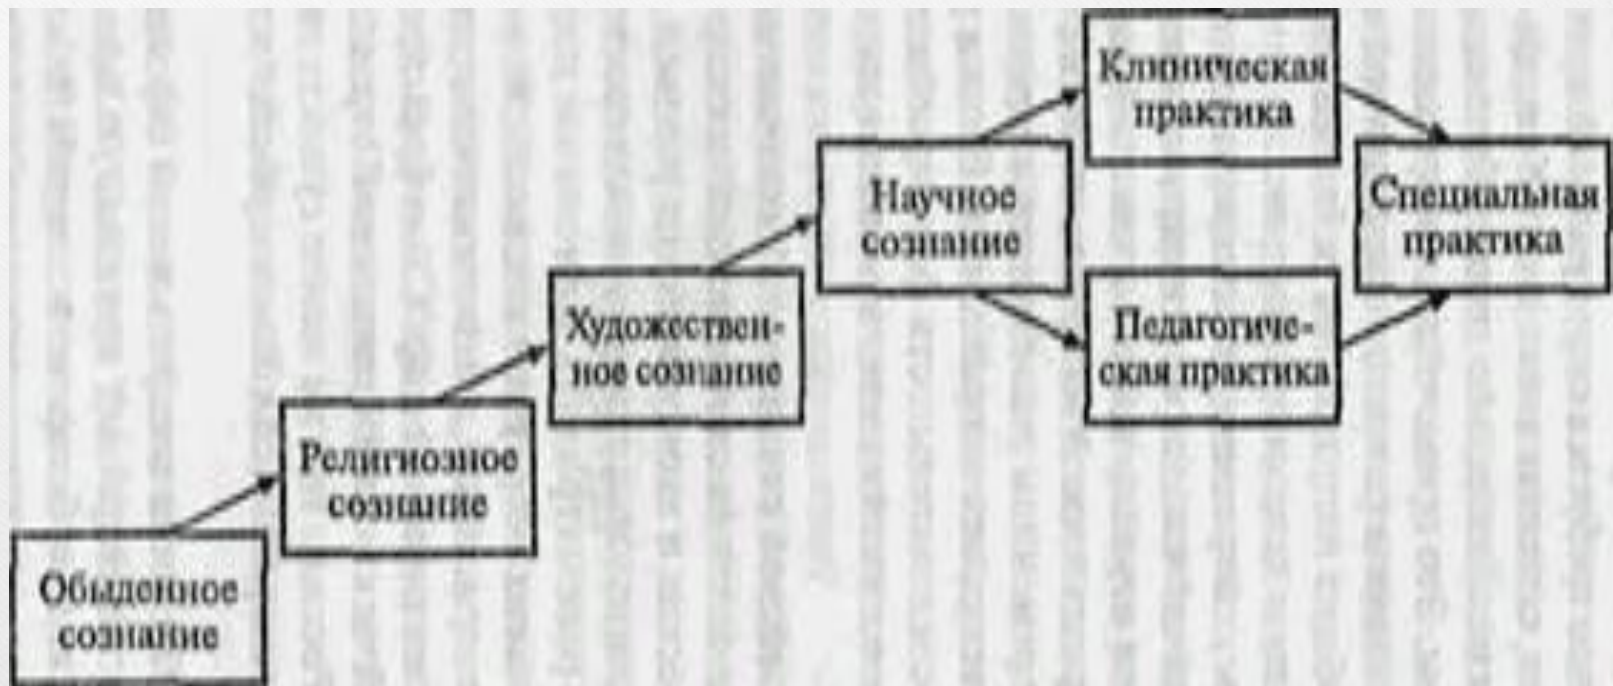 Клиническая
практика
Научное
сознание
Специальная
практика
Художествен-
ное сознание
Педагогиче-
ская практика
Религиозное
сознание
Обыденное
сознание